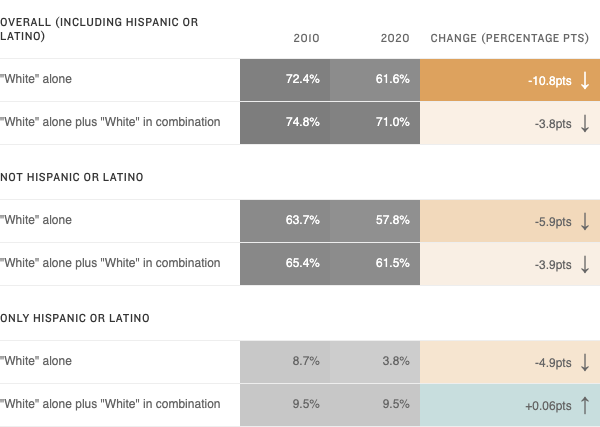 OVERALL (INCLUDING HISPANIC OR
LATINO) 2010 2020 CHANGE (PERCENTAGE PTS)
"White" alone 72.4% 61.6% -10.8pts ↓
"White" alone plus "White" in combination 74.8% 71.0% -3.8pts ↓
NOT HISPANIC OR LATINO
"White" alone 63.7% 57.8% -5.9pts ↓
"White" alone plus "White" in combination 65.4% 61.5% -3.9pts ↓
ONLY HISPANIC OR LATINO
"White" alone 8.7% 3.8% -4.9pts ↓
"White" alone plus "White" in combination 9.5% 9.5% +0.06pts ↑